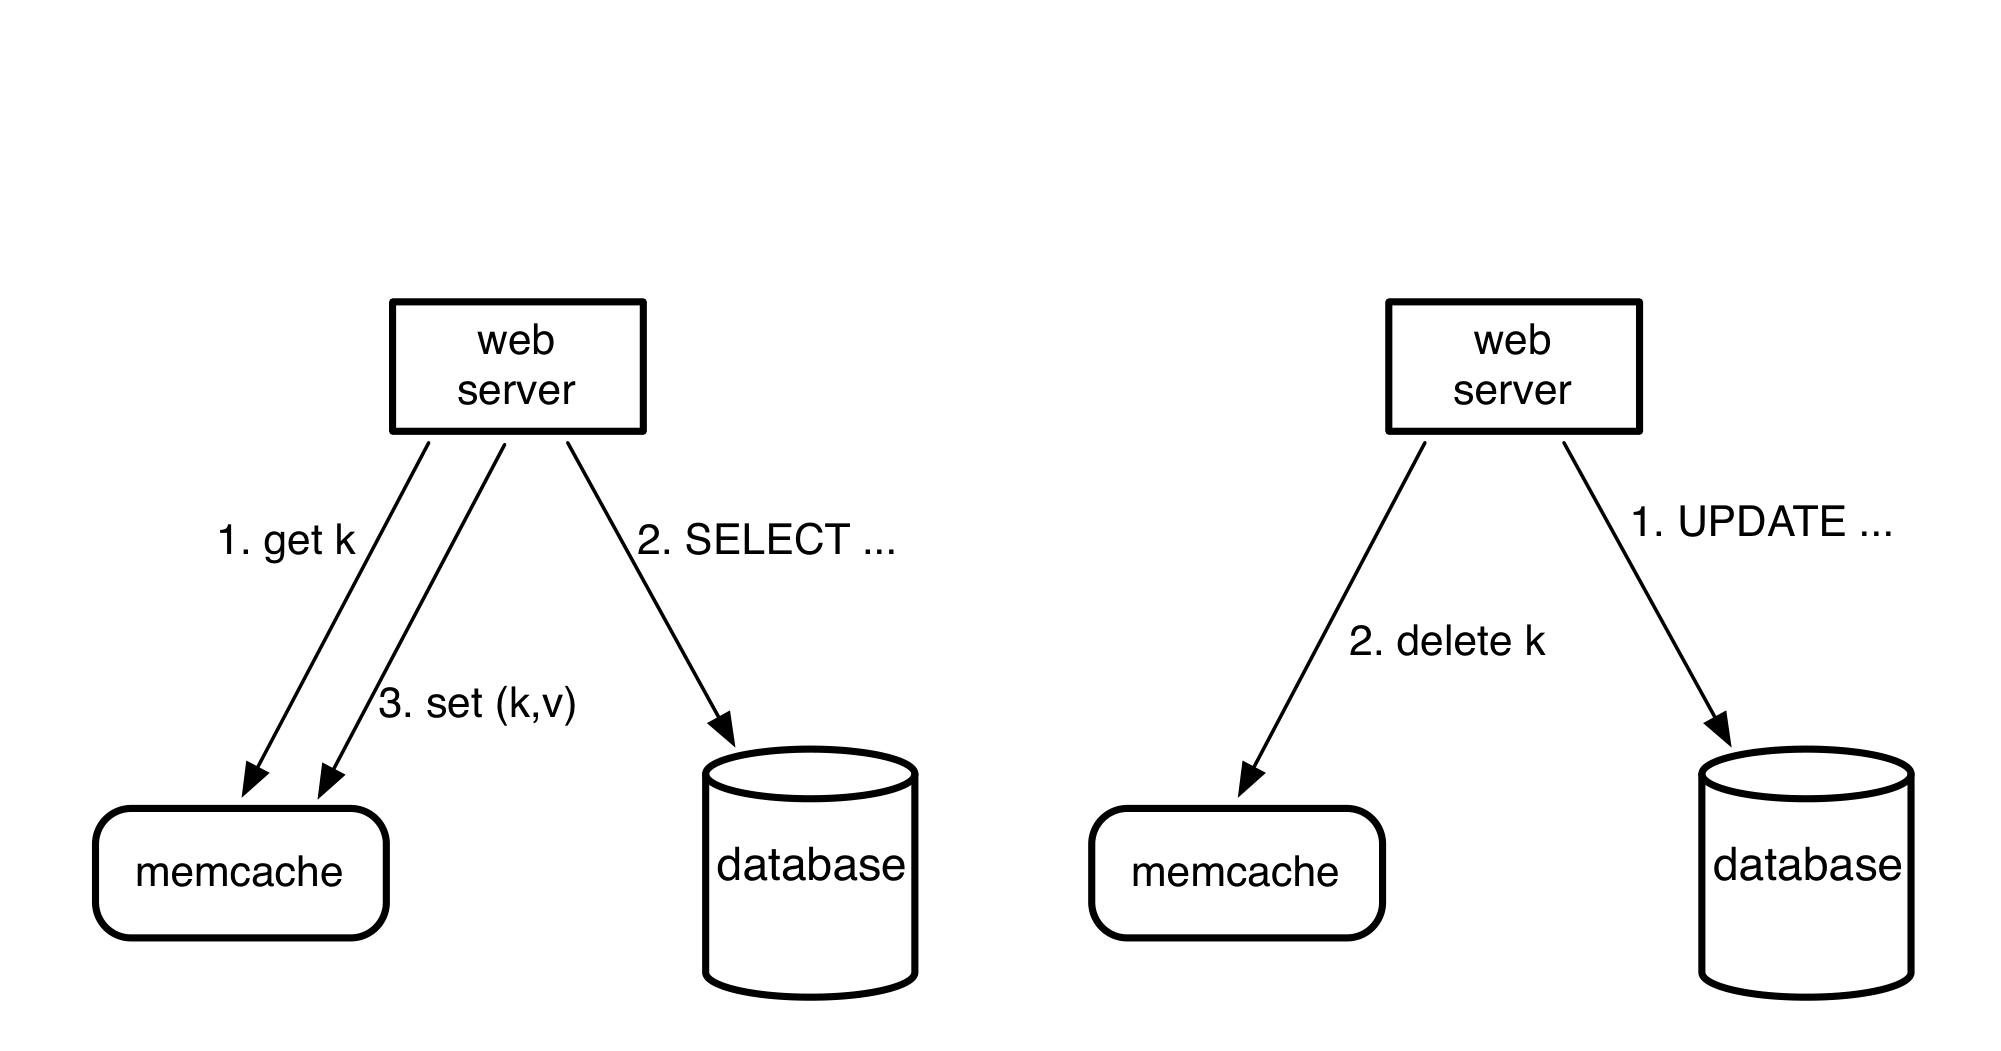 web
server
1. get k
2. SELECT ...
3. set (k,v)
memcache
database
web
server
1. UPDATE ...
2. delete k
memcache
database